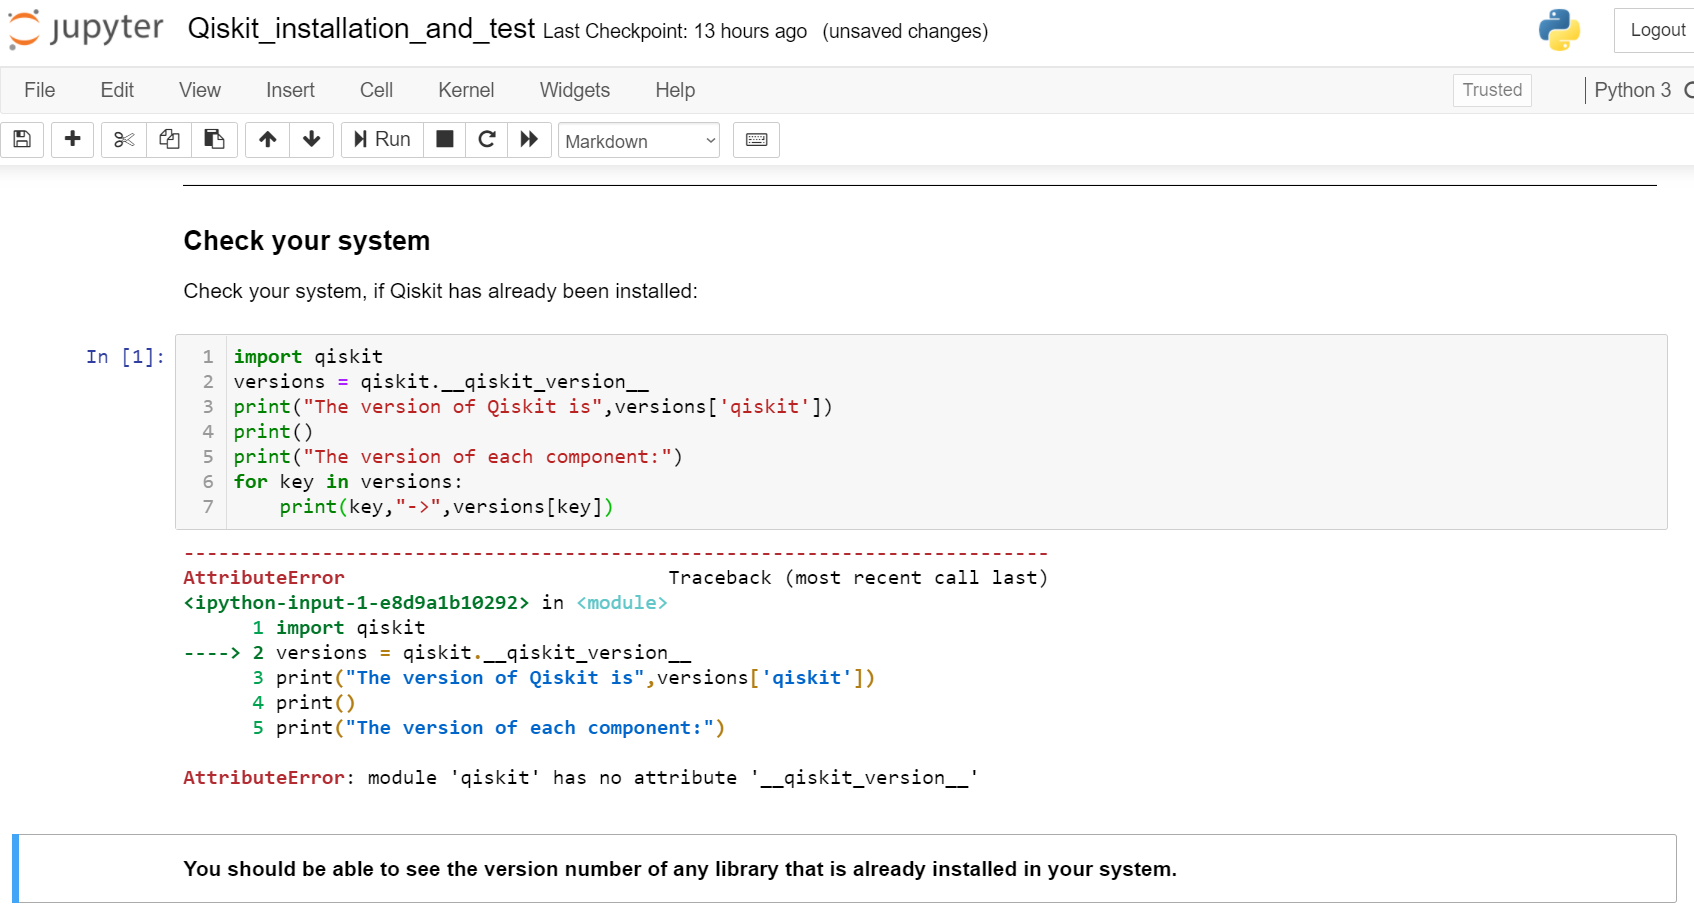 jupyter Qiskit_installation_and_test Last Checkpoint: 13 hours ago (unsaved changes) Logout
File Edit View Insert Cell Kernel Widgets Help Trusted Python 3
Run Markdown
Check your system
Check your system, if Qiskit has already been installed:
In [1]: 1 import qiskit
2 versions = qiskit.__qiskit_version__
3 print("The version of Qiskit is",versions['qiskit'])
4 print()
5 print("The version of each component:")
6 for key in versions:
7     print(key,"->",versions[key])
---------------------------------------------------------------------------
AttributeError                            Traceback (most recent call last)
<ipython-input-1-e8d9a1b10292> in <module>
      1 import qiskit
----> 2 versions = qiskit.__qiskit_version__
      3 print("The version of Qiskit is",versions['qiskit'])
      4 print()
      5 print("The version of each component:")
AttributeError: module 'qiskit' has no attribute '__qiskit_version__'
You should be able to see the version number of any library that is already installed in your system.